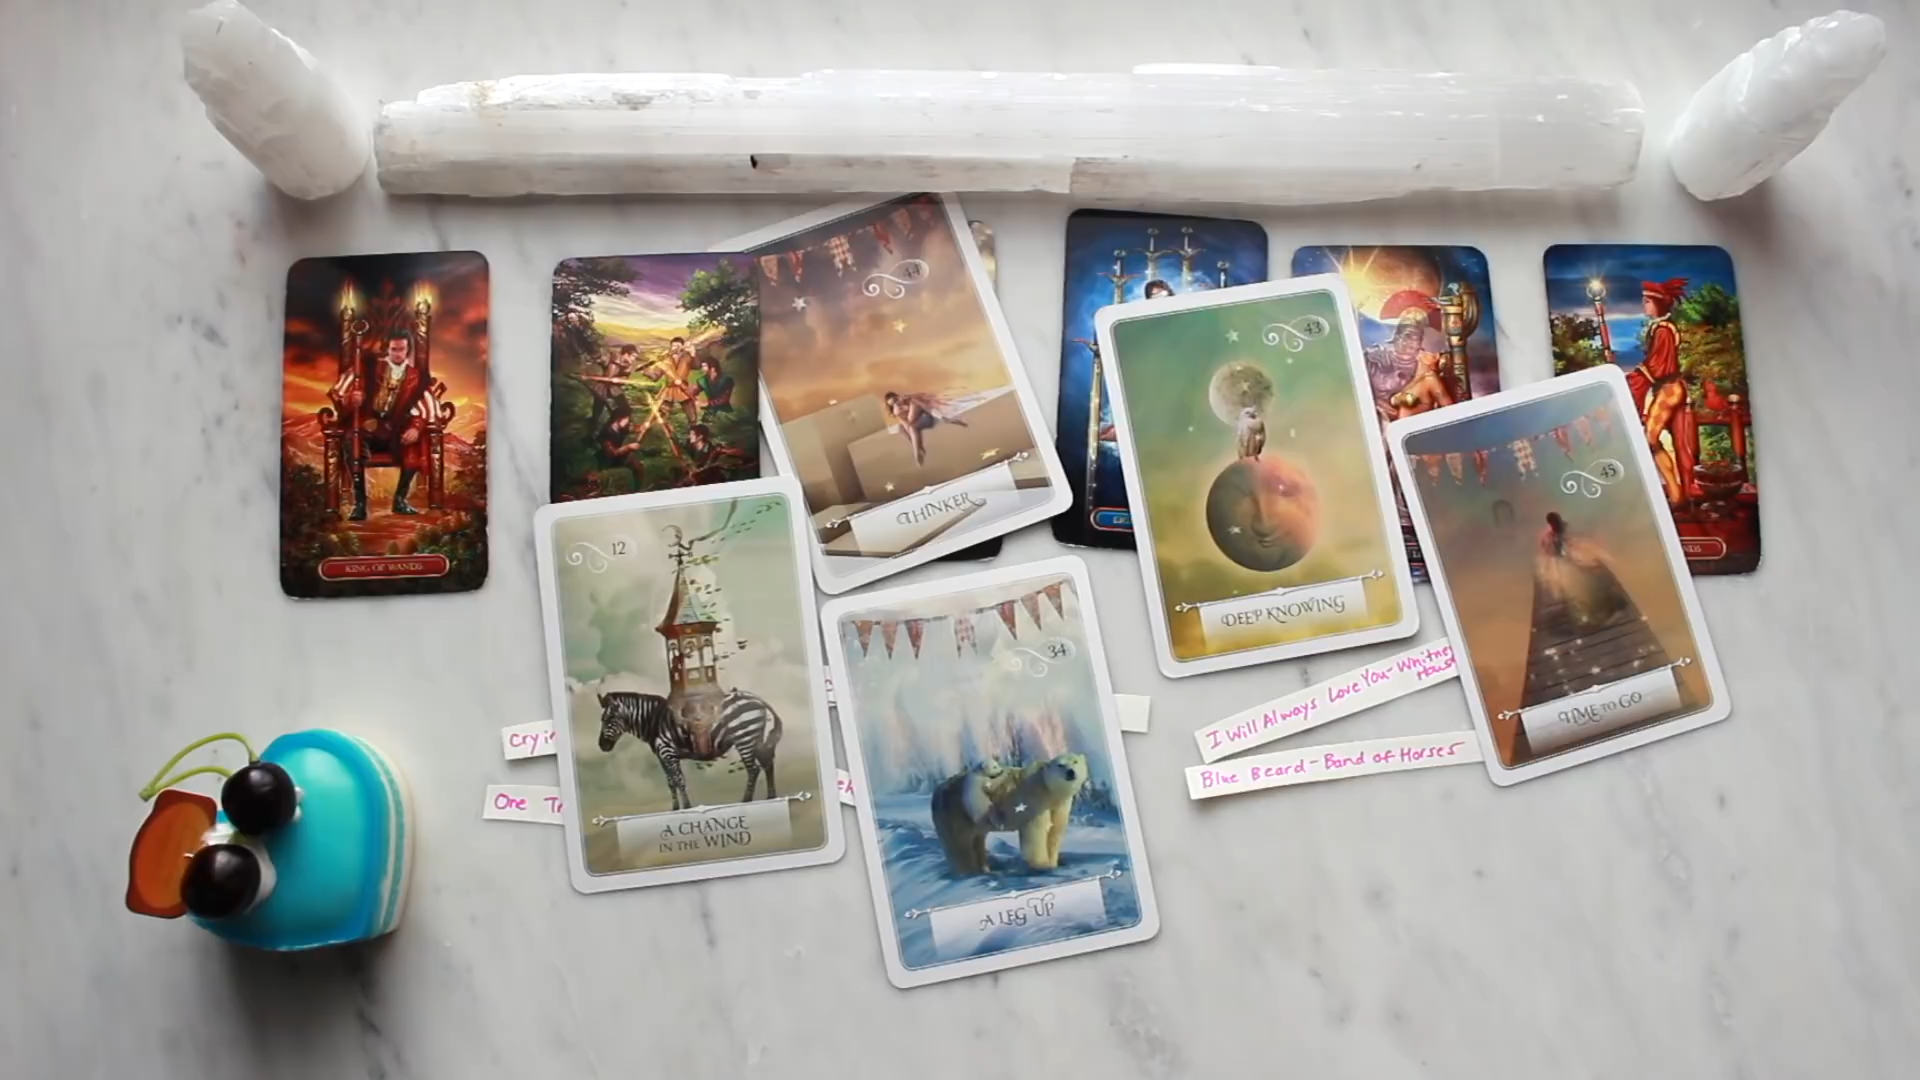 44
43
45
THINKER
KING OF WANDS
12
DEEP KNOWING
34
I Will Always Love You - Whitney
TIME TO GO
Blue Beard - Band of Horses
One
A CHANGE
IN THE WIND
A LEG UP